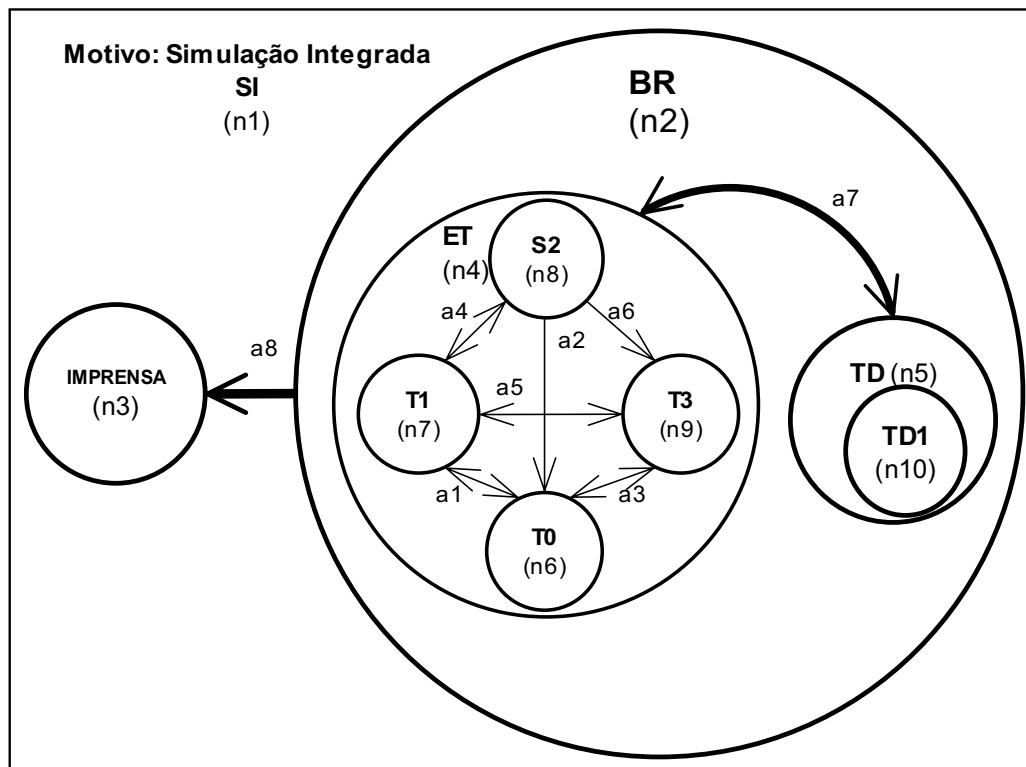 Motivo: Simulação Integrada
SI
(n1)
BR
(n2)
a7
ET
(n4)
S2
(n8)
a4
a6
a2
a8
IMPRENSA
(n3)
a5
T1
(n7)
T3
(n9)
TD (n5)
TD1
(n10)
a1
a3
T0
(n6)